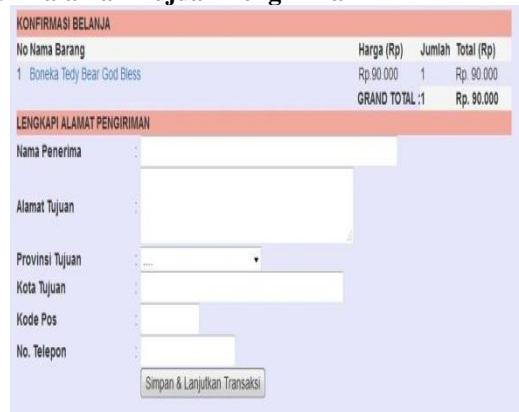 KONFIRMASI BELANJA
No Nama Barang Harga (Rp) Jumlah Total (Rp)
1 Boneka Tedy Bear God Bless Rp.90.000 1 Rp. 90.000
GRAND TOTAL :1 Rp. 90.000
LENGKAPI ALAMAT PENGIRIMAN
Nama Penerima :
Alamat Tujuan :
Provinsi Tujuan : ....
Kota Tujuan :
Kode Pos :
No. Telepon :
Simpan & Lanjutkan Transaksi